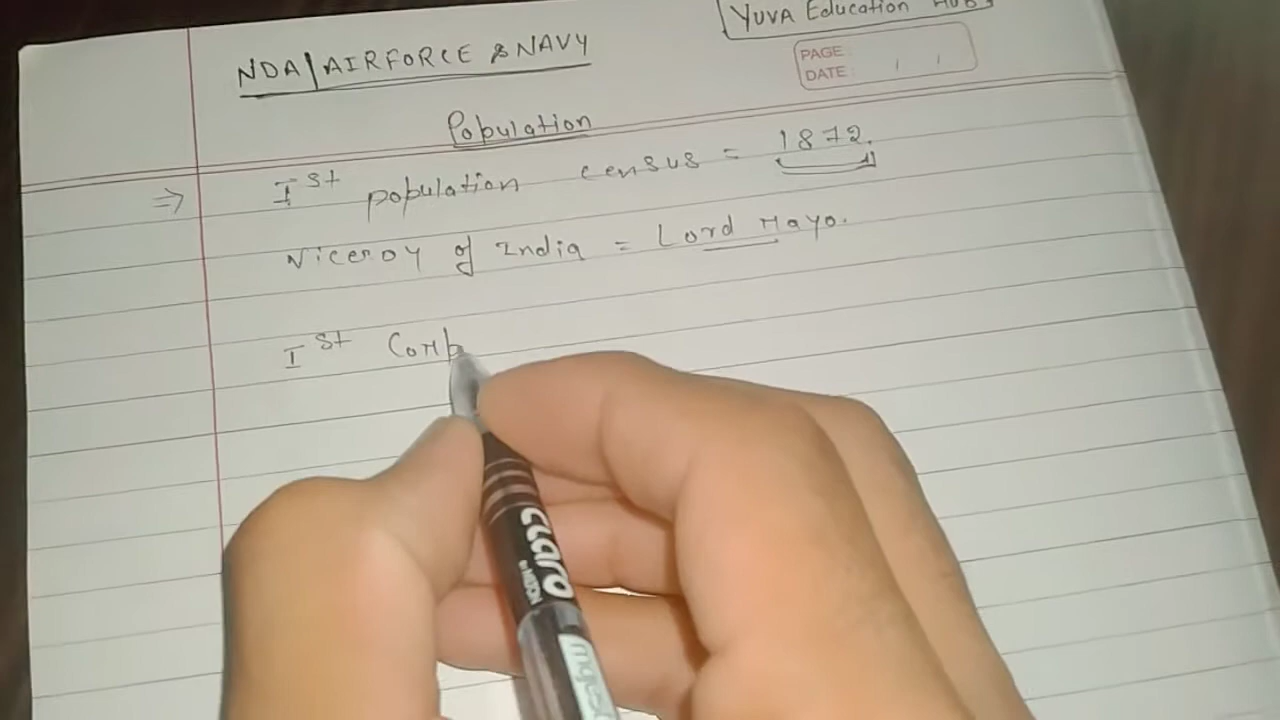 YUVA Education HUB
PAGE
DATE
NDA/AIRFORCE & NAVY
Population
⇒ Ist population census = 1872.
Viceroy of India = Lord Mayo.
Ist Comp
CLARO